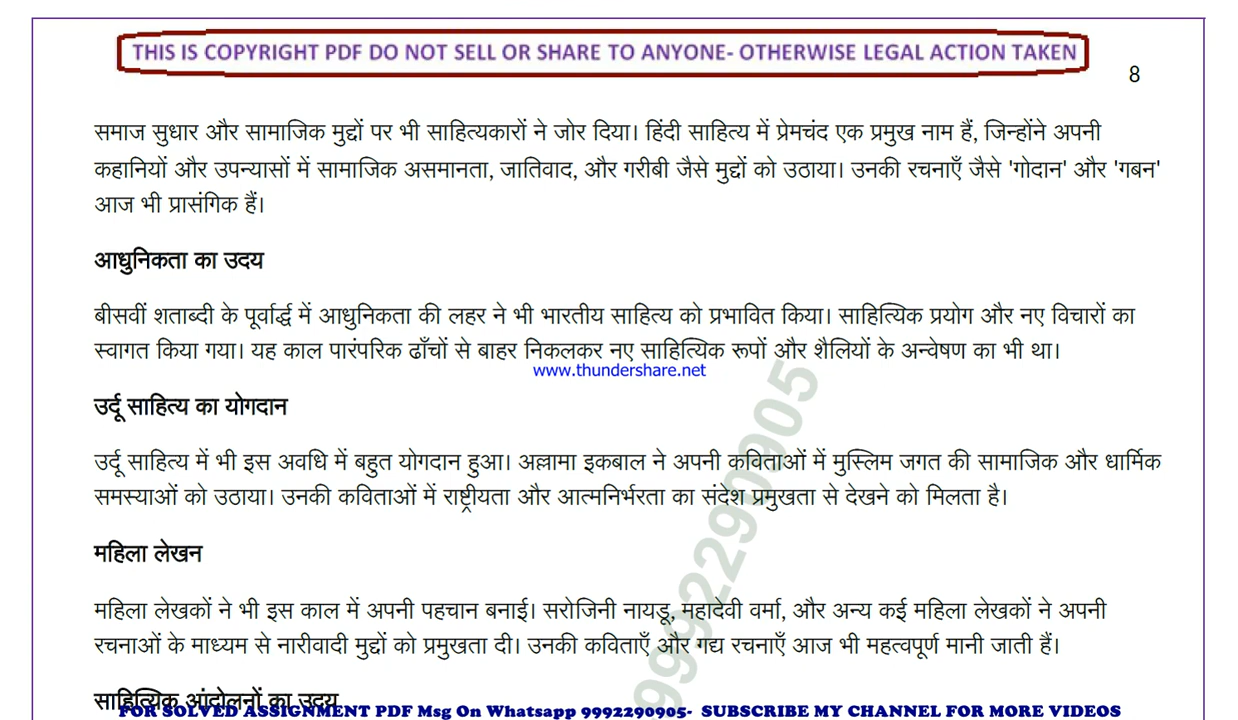 THIS IS COPYRIGHT PDF DO NOT SELL OR SHARE TO ANYONE- OTHERWISE LEGAL ACTION TAKEN
8
समाज सुधार और सामाजिक मुद्दों पर भी साहित्यकारों ने जोर दिया। हिंदी साहित्य में प्रेमचंद एक प्रमुख नाम हैं, जिन्होंने अपनी
कहानियों और उपन्यासों में सामाजिक असमानता, जातिवाद, और गरीबी जैसे मुद्दों को उठाया। उनकी रचनाएँ जैसे 'गोदान' और 'गबन'
आज भी प्रासंगिक हैं।
आधुनिकता का उदय
बीसवीं शताब्दी के पूर्वार्द्ध में आधुनिकता की लहर ने भी भारतीय साहित्य को प्रभावित किया। साहित्यिक प्रयोग और नए विचारों का
स्वागत किया गया। यह काल पारंपरिक ढाँचों से बाहर निकलकर नए साहित्यिक रूपों और शैलियों के अन्वेषण का भी था।
www.thundershare.net
उर्दू साहित्य का योगदान
उर्दू साहित्य में भी इस अवधि में बहुत योगदान हुआ। अल्लामा इकबाल ने अपनी कविताओं में मुस्लिम जगत की सामाजिक और धार्मिक
समस्याओं को उठाया। उनकी कविताओं में राष्ट्रीयता और आत्मनिर्भरता का संदेश प्रमुखता से देखने को मिलता है।
महिला लेखन
महिला लेखकों ने भी इस काल में अपनी पहचान बनाई। सरोजिनी नायडू, महादेवी वर्मा, और अन्य कई महिला लेखकों ने अपनी
रचनाओं के माध्यम से नारीवादी मुद्दों को प्रमुखता दी। उनकी कविताएँ और गद्य रचनाएँ आज भी महत्वपूर्ण मानी जाती हैं।
साहित्यिक आंदोलनों का उदय
FOR SOLVED ASSIGNMENT PDF Msg On Whatsapp 9992290905- SUBSCRIBE MY CHANNEL FOR MORE VIDEOS
9992290905